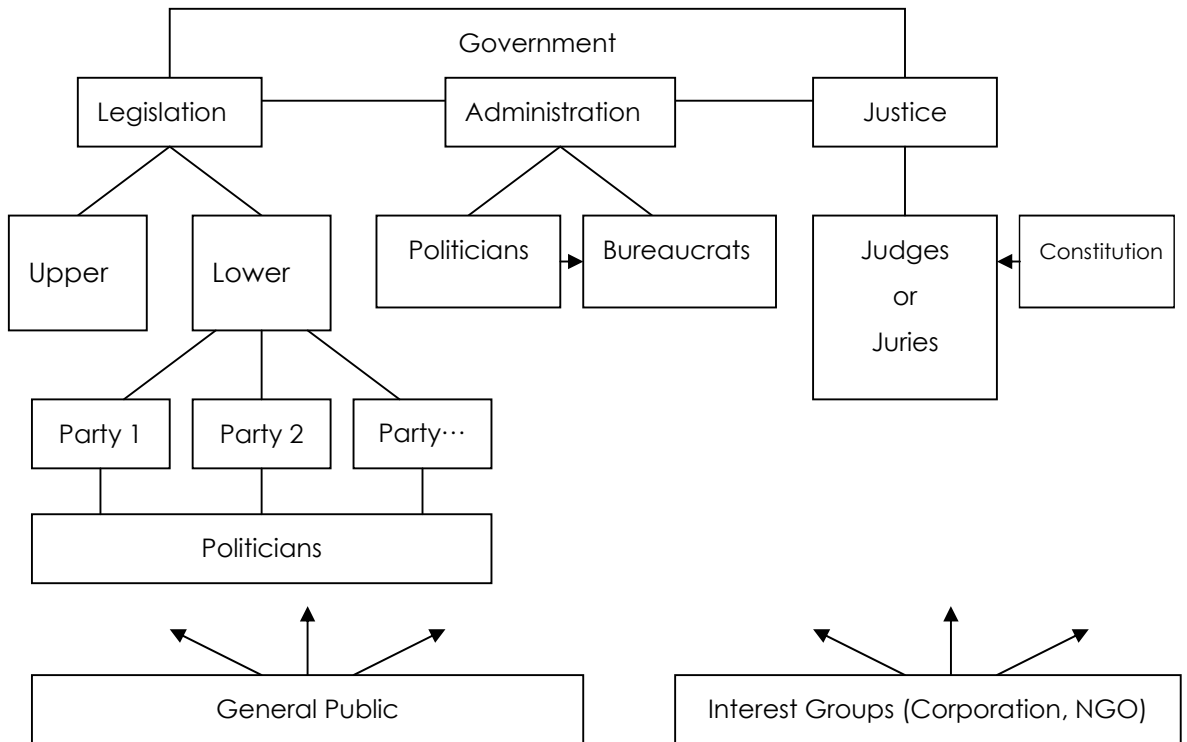 Government
Legislation
Administration
Justice
Upper
Lower
Politicians
Bureaucrats
Judges
or
Juries
Constitution
Party 1
Party 2
Party···
Politicians
General Public
Interest Groups (Corporation, NGO)